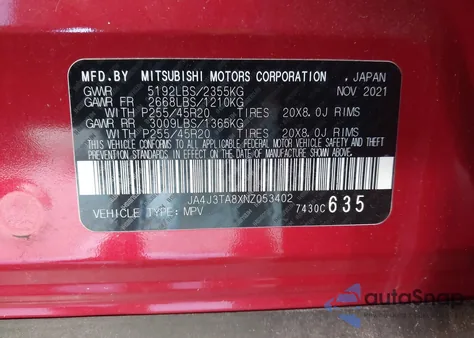 MFD.BY MITSUBISHI MOTORS CORPORATION, JAPAN
GVWR 5192LBS/2355KG NOV 2021
GAWR FR 2668LBS/1210KG
WITH P255/45R20 TIRES 20X8.0J RIMS
GAWR RR 3009LBS/1365KG
WITH P255/45R20 TIRES 20X8.0J RIMS
THIS VEHICLE CONFORMS TO ALL APPLICABLE
FEDERAL MOTOR VEHICLE SAFETY, BUMPER, AND
THEFT PREVENTION STANDARDS IN EFFECT ON
THE DATE OF MANUFACTURE SHOWN ABOVE.
JA4J3TA8XNZ053402
VEHICLE TYPE: MPV 7430C 635
autoSnap